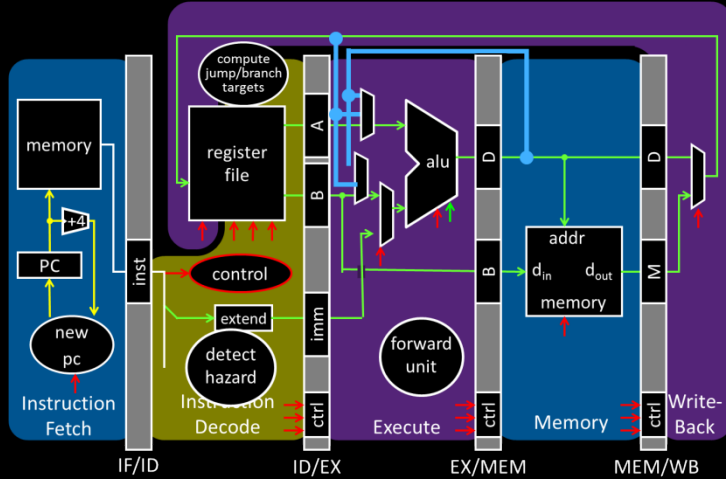 compute
jump/branch
targets
memory
register
file
A
B
alu
D
D
+4
PC
new
pc
inst
control
extend
imm
detect
hazard
forward
unit
B
addr
d_in
d_out
memory
M
Instruction
Fetch
Instruction
Decode
ctrl
Execute
ctrl
Memory
ctrl
Write-
Back
IF/ID
ID/EX
EX/MEM
MEM/WB